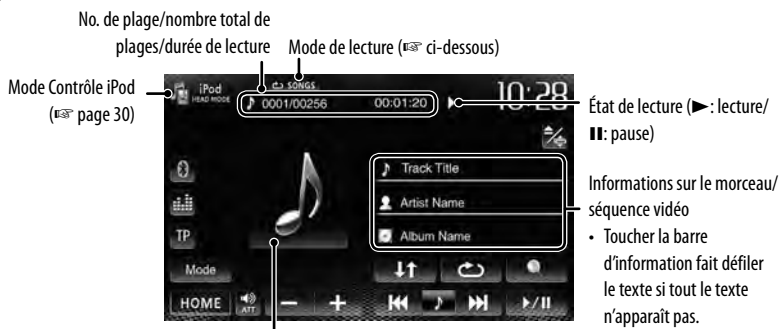 No. de plage/nombre total de
plages/durée de lecture
Mode de lecture (☞ ci-dessous)
Mode Contrôle iPod
(☞ page 30)
iPod
HEAD MODE
SONGS
0001/00256 00:01:20
10:28
État de lecture (►: lecture/
II: pause)
Track Title
Artist Name
Album Name
Informations sur le morceau/
séquence vidéo
• Toucher la barre
d'information fait défiler
le texte si tout le texte
n'apparaît pas.
TP
Mode
HOME
ATT
− +